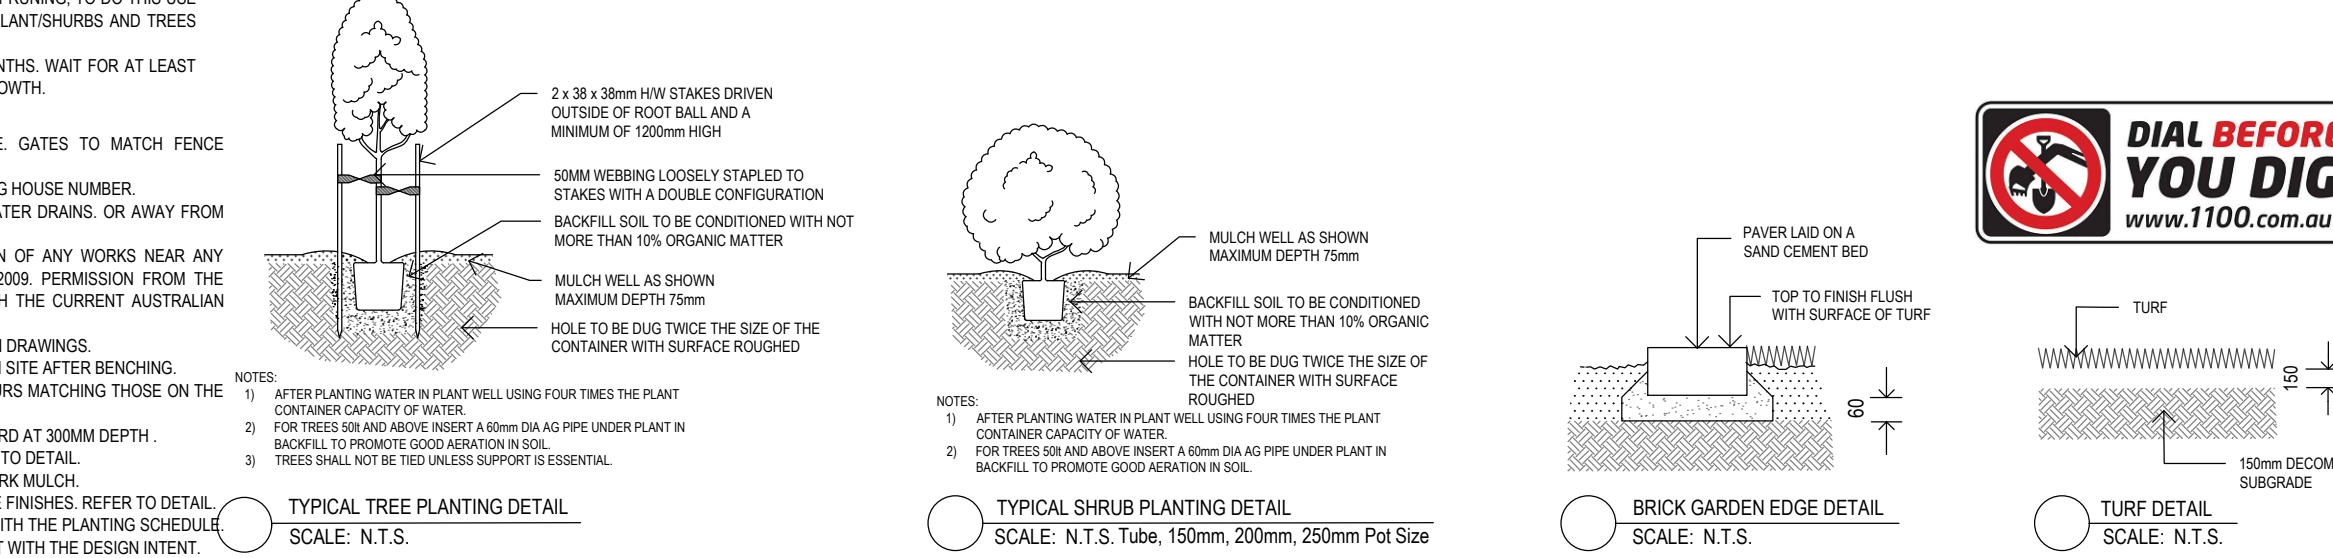 PRUNING, TO DO THIS USE
PLANT/SHURBS AND TREES
WAIT FOR AT LEAST
GATES TO MATCH FENCE
HOUSE NUMBER.
DRAINS. OR AWAY FROM
OF ANY WORKS NEAR ANY
2009. PERMISSION FROM THE
THE CURRENT AUSTRALIAN
DRAWINGS.
SITE AFTER BENCHING.
MATCHING THOSE ON THE
AT 300MM DEPTH .
TO DETAIL.
MULCH.
FINISHES. REFER TO DETAIL.
WITH THE PLANTING SCHEDULE.
WITH THE DESIGN INTENT.
2 x 38 x 38mm H/W STAKES DRIVEN
OUTSIDE OF ROOT BALL AND A
MINIMUM OF 1200mm HIGH
50MM WEBBING LOOSELY STAPLED TO
STAKES WITH A DOUBLE CONFIGURATION
BACKFILL SOIL TO BE CONDITIONED WITH NOT
MORE THAN 10% ORGANIC MATTER
MULCH WELL AS SHOWN
MAXIMUM DEPTH 75mm
HOLE TO BE DUG TWICE THE SIZE OF THE
CONTAINER WITH SURFACE ROUGHED
NOTES:
1) AFTER PLANTING WATER IN PLANT WELL USING FOUR TIMES THE PLANT
CONTAINER CAPACITY OF WATER.
2) FOR TREES 50lt AND ABOVE INSERT A 60mm DIA AG PIPE UNDER PLANT IN
BACKFILL TO PROMOTE GOOD AERATION IN SOIL.
3) TREES SHALL NOT BE TIED UNLESS SUPPORT IS ESSENTIAL.
TYPICAL TREE PLANTING DETAIL
SCALE: N.T.S.
MULCH WELL AS SHOWN
MAXIMUM DEPTH 75mm
BACKFILL SOIL TO BE CONDITIONED
WITH NOT MORE THAN 10% ORGANIC
MATTER
HOLE TO BE DUG TWICE THE SIZE OF
THE CONTAINER WITH SURFACE
ROUGHED
NOTES:
1) AFTER PLANTING WATER IN PLANT WELL USING FOUR TIMES THE PLANT
CONTAINER CAPACITY OF WATER.
2) FOR TREES 50lt AND ABOVE INSERT A 60mm DIA AG PIPE UNDER PLANT IN
BACKFILL TO PROMOTE GOOD AERATION IN SOIL.
TYPICAL SHRUB PLANTING DETAIL
SCALE: N.T.S. Tube, 150mm, 200mm, 250mm Pot Size
PAVER LAID ON A
SAND CEMENT BED
TOP TO FINISH FLUSH
WITH SURFACE OF TURF
60
BRICK GARDEN EDGE DETAIL
SCALE: N.T.S.
DIAL BEFORE
YOU DIG
www.1100.com.au
TURF
150
150mm DECOM
SUBGRADE
TURF DETAIL
SCALE: N.T.S.